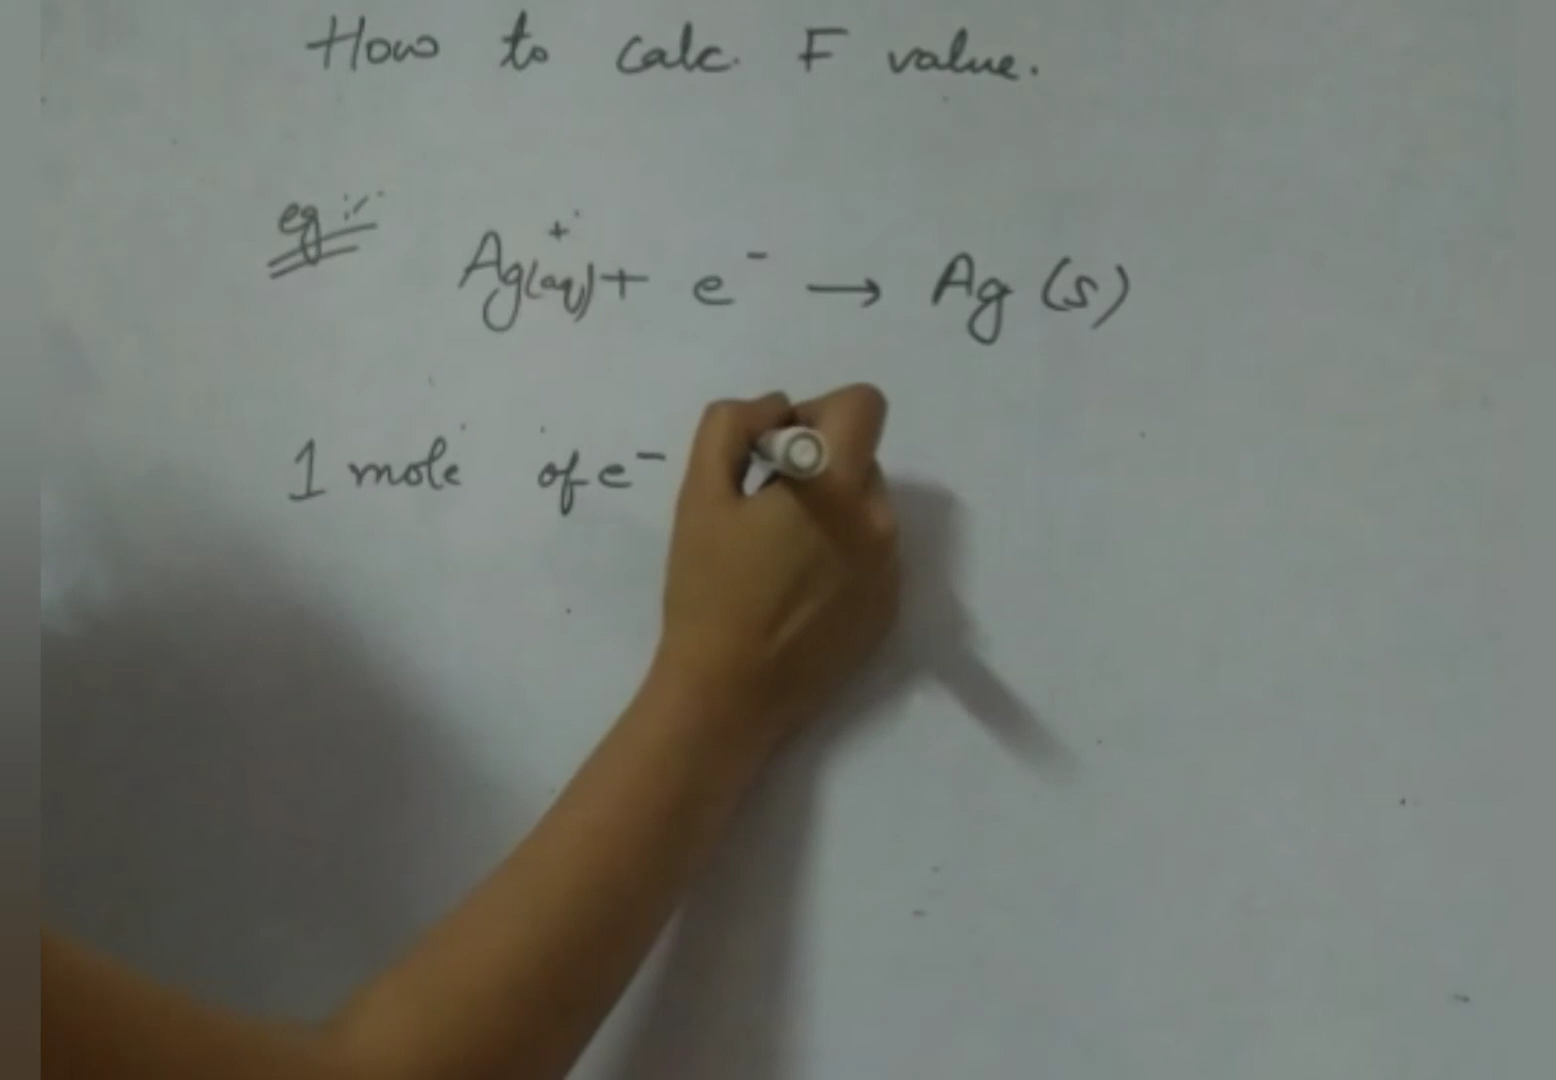 How to calc. F value.
eg :-
Ag⁺(aq) + e⁻ → Ag (s)
1 mole of e⁻